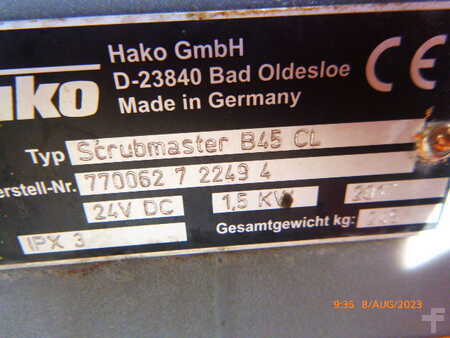 Hako GmbH
D-23840 Bad Oldesloe
Made in Germany
CE
ako
Typ Scrubmaster B45 CL
erstell-Nr. 770062 7 2249 4
24V DC 1,5 KW
IPX 3 Gesamtgewicht kg:
9:35 8/AUG/2023